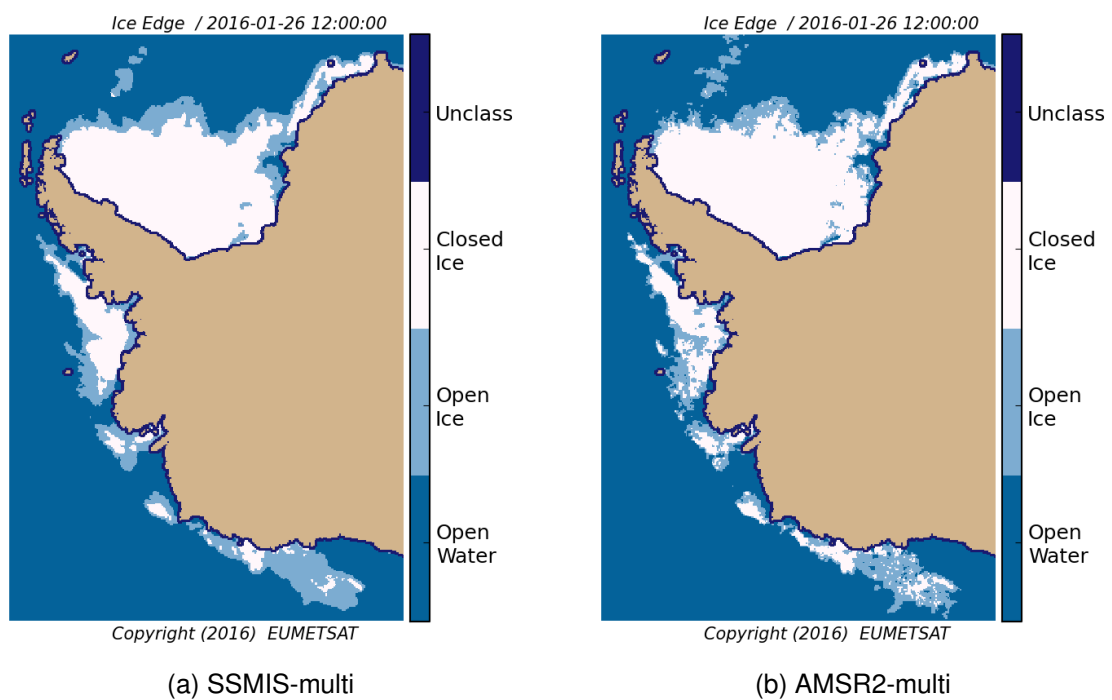 Ice Edge / 2016-01-26 12:00:00
Unclass
Closed
Ice
Open
Ice
Open
Water
Copyright (2016) EUMETSAT
(a) SSMIS-multi
Ice Edge / 2016-01-26 12:00:00
Unclass
Closed
Ice
Open
Ice
Open
Water
Copyright (2016) EUMETSAT
(b) AMSR2-multi